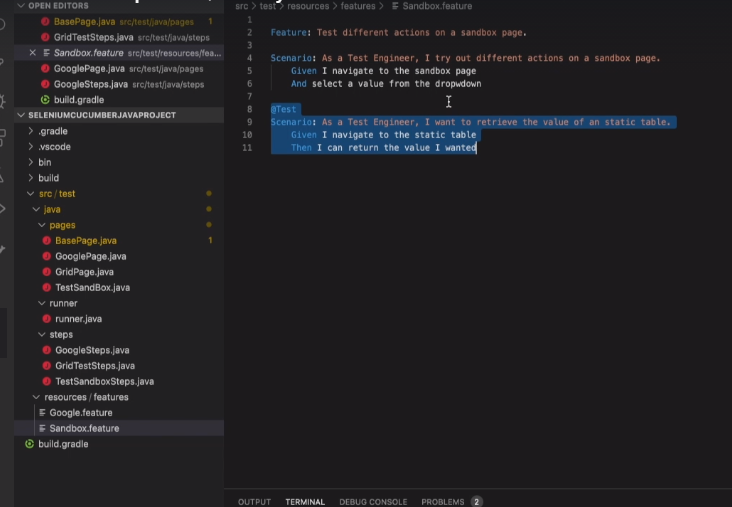 OPEN EDITORS
BasePage.java src/test/java/pages 1
GridTestSteps.java src/test/java/steps
Sandbox.feature src/test/resources/fea...
GooglePage.java src/test/java/pages
GoogleSteps.java src/test/java/steps
build.gradle
SELENIUMCUCUMBERJAVAPROJECT
.gradle
.vscode
bin
build
src / test
java
pages
BasePage.java 1
GooglePage.java
GridPage.java
TestSandBox.java
runner
runner.java
steps
GoogleSteps.java
GridTestSteps.java
TestSandboxSteps.java
resources / features
Google.feature
Sandbox.feature
build.gradle
src > test > resources > features > Sandbox.feature
1
2 Feature: Test different actions on a sandbox page.
3
4 Scenario: As a Test Engineer, I try out different actions on a sandbox page.
5 Given I navigate to the sandbox page
6 And select a value from the dropdown
7
8 @Test
9 Scenario: As a Test Engineer, I want to retrieve the value of an static table.
10 Given I navigate to the static table
11 Then I can return the value I wanted
OUTPUT TERMINAL DEBUG CONSOLE PROBLEMS 2